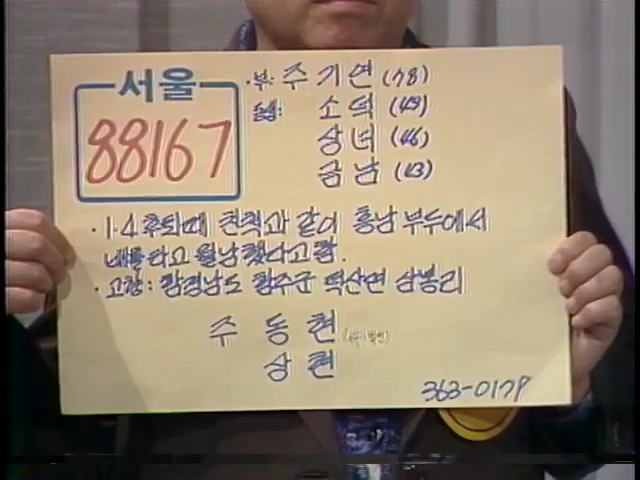 서울
88167
·부: 주기연 (78)
소덕 (49)
상녀 (46)
금남 (43)
·1·4 후퇴때 친척과 같이 흥남 부두에서
배를 타고 월남했다고함.
·고향: 함경남도 함주군 덕산면 삼봉리
주동현
상현
363-0179